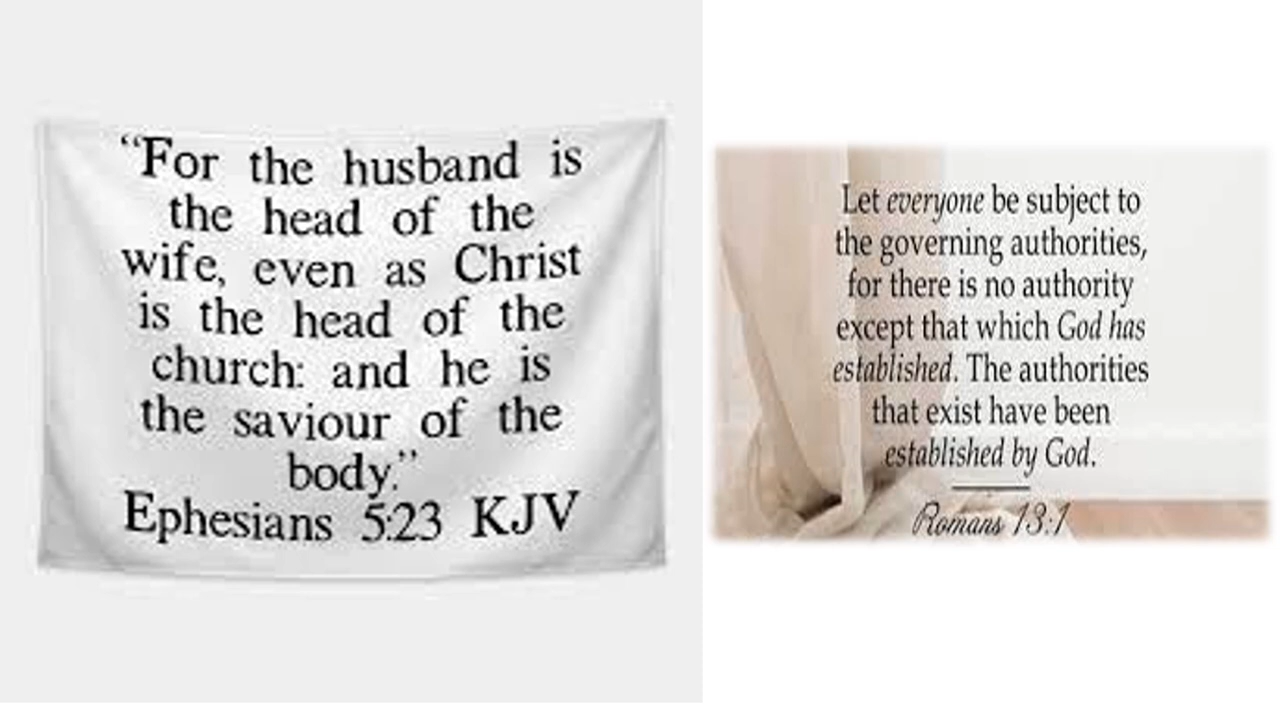 “For the husband is
the head of the
wife, even as Christ
is the head of the
church: and he is
the saviour of the
body.”
Ephesians 5:23 KJV
Let everyone be subject to
the governing authorities,
for there is no authority
except that which God has
established. The authorities
that exist have been
established by God.
Romans 13:1